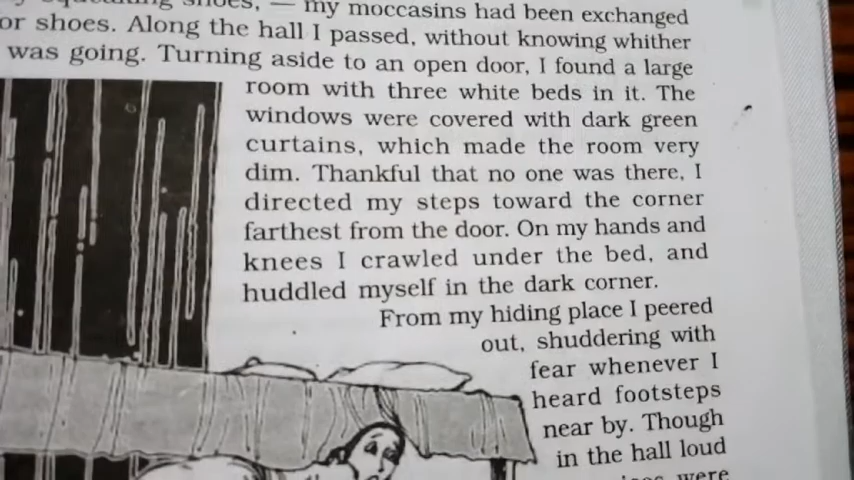 shoes, — my moccasins had been exchanged
or shoes. Along the hall I passed, without knowing whither
was going. Turning aside to an open door, I found a large
room with three white beds in it. The
windows were covered with dark green
curtains, which made the room very
dim. Thankful that no one was there, I
directed my steps toward the corner
farthest from the door. On my hands and
knees I crawled under the bed, and
huddled myself in the dark corner.
From my hiding place I peered
out, shuddering with
fear whenever I
heard footsteps
near by. Though
in the hall loud
were